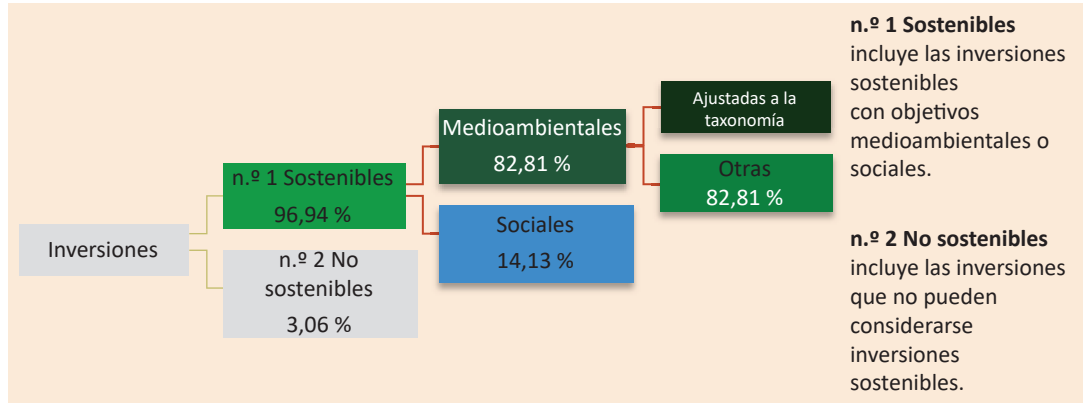 Inversiones
n.º 1 Sostenibles
96,94 %
n.º 2 No
sostenibles
3,06 %
Medioambientales
82,81 %
Sociales
14,13 %
Ajustadas a la
taxonomía
Otras
82,81 %
n.º 1 Sostenibles
incluye las inversiones
sostenibles
con objetivos
medioambientales o
sociales.
n.º 2 No sostenibles
incluye las inversiones
que no pueden
considerarse
inversiones
sostenibles.